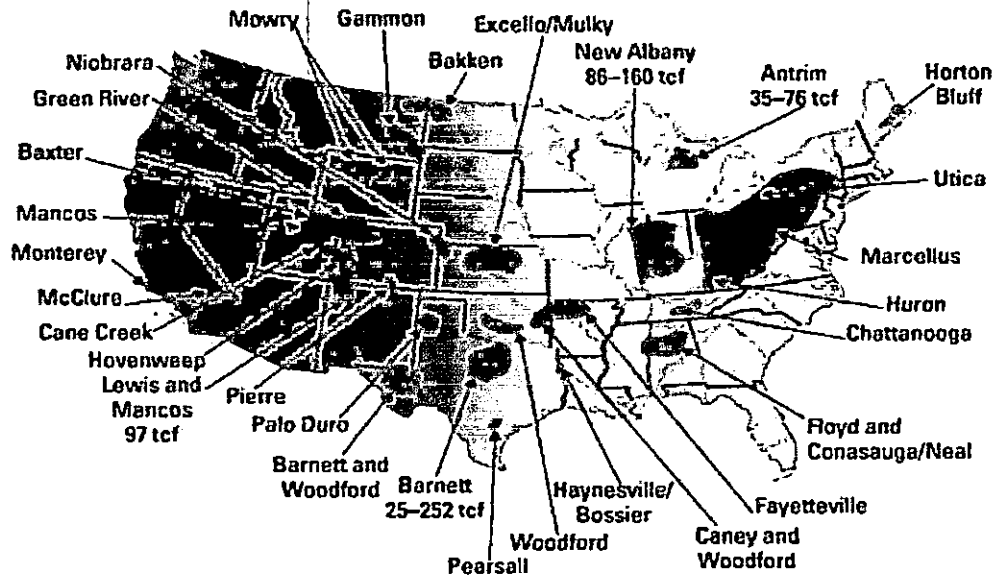 Mowry
Gammon
Excello/Mulky
Niobrara
Bakken
New Albany
86–160 tcf
Antrim
35–76 tcf
Horton
Bluff
Green River
Baxter
Utica
Mancos
Monterey
Marcellus
McClure
Huron
Cane Creek
Chattanooga
Hovenweep
Lewis and
Mancos
97 tcf
Pierre
Palo Duro
Floyd and
Conasauga/Neal
Barnett and
Woodford
Barnett
25–252 tcf
Haynesville/
Bossier
Fayetteville
Woodford
Caney and
Woodford
Pearsall